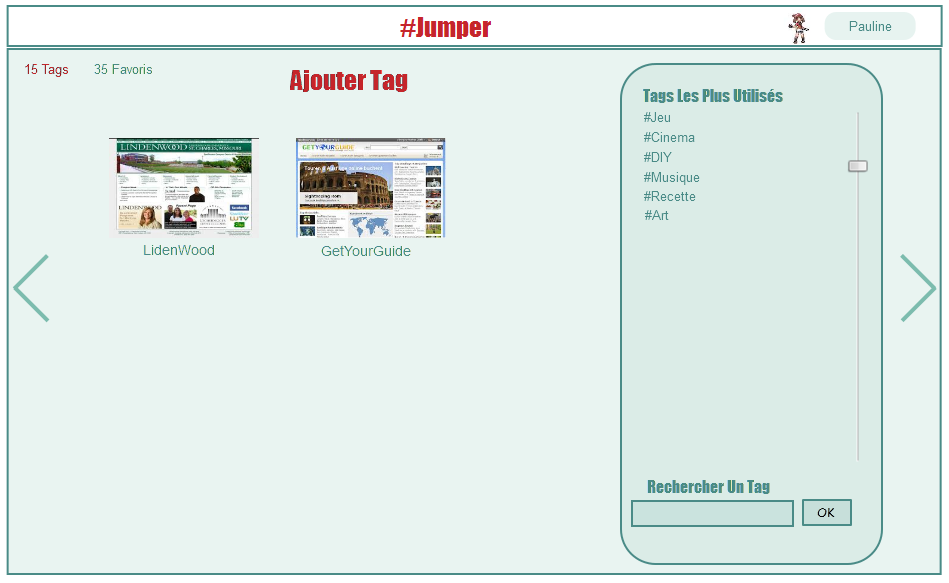 #Jumper
Pauline
15 Tags 35 Favoris
Ajouter Tag
LINDENWOOD
GETYOURGUIDE
LidenWood
GetYourGuide
Tags Les Plus Utilisés
#Jeu
#Cinema
#DIY
#Musique
#Recette
#Art
Rechercher Un Tag
OK